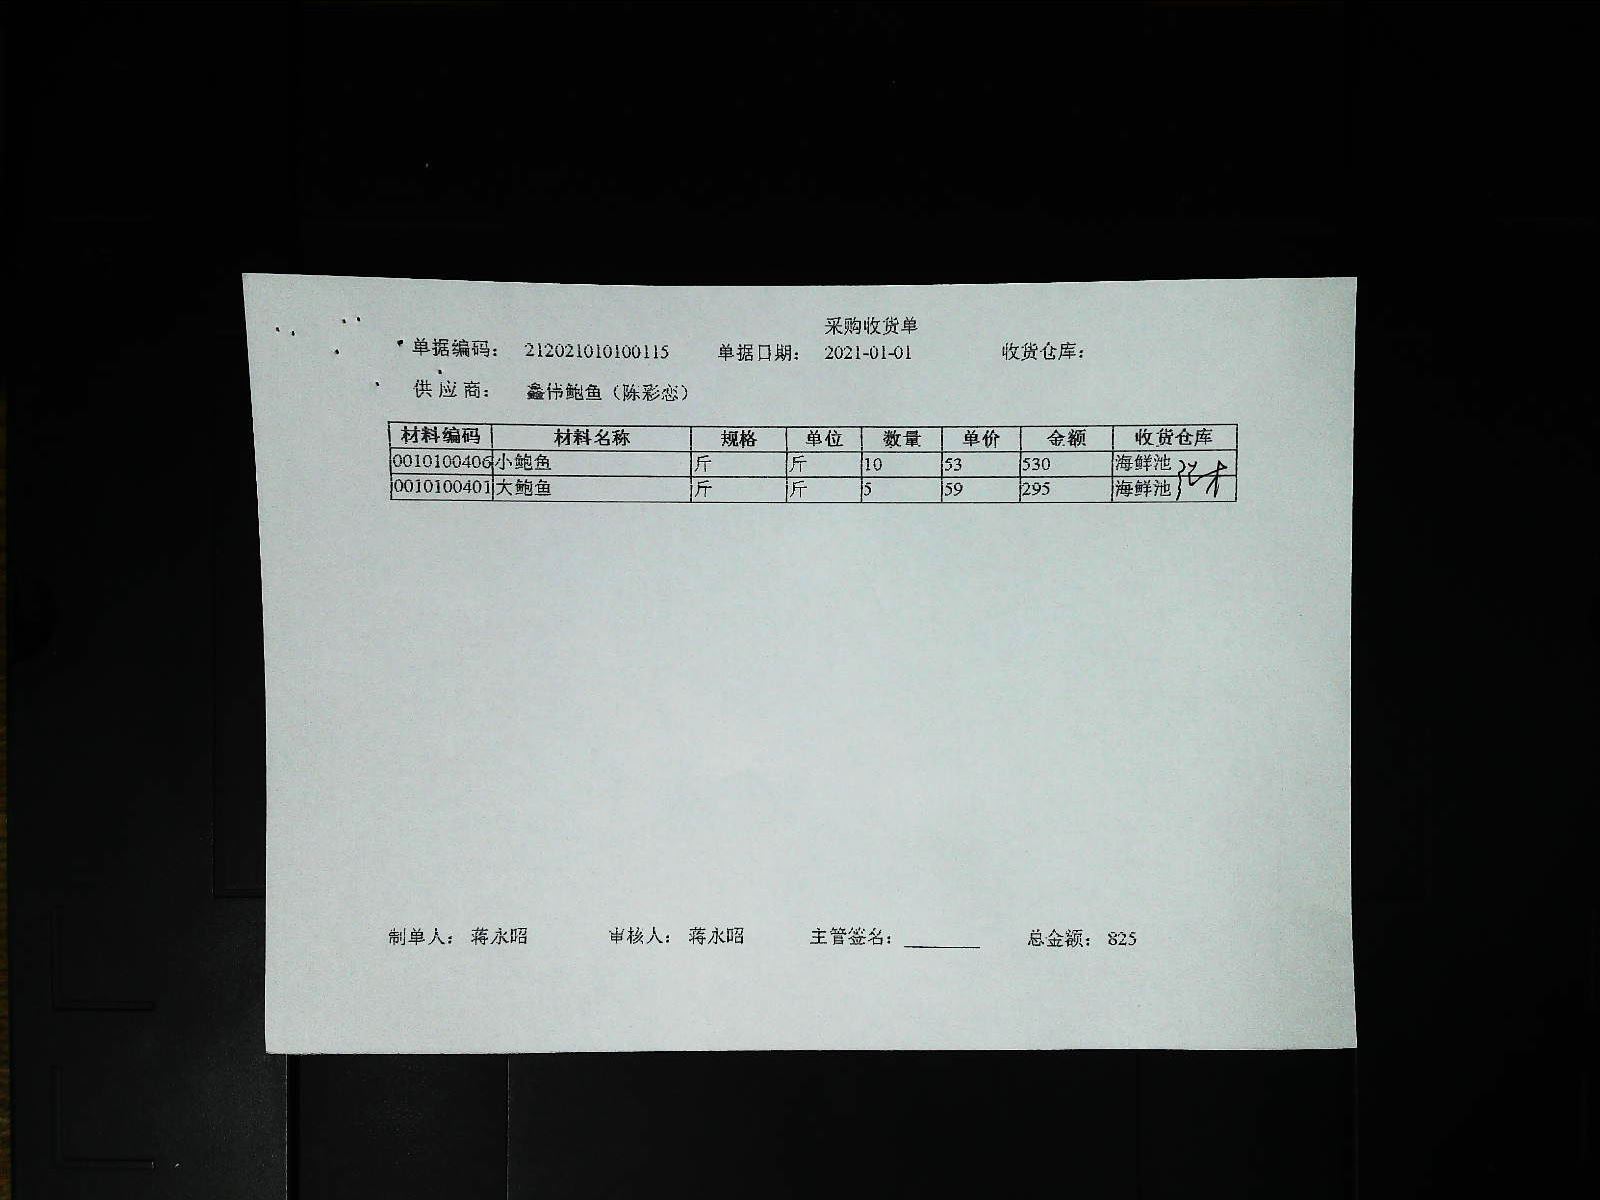 采购收货单
单据编码： 212021010100115 单据日期： 2021-01-01 收货仓库：
供 应 商： 鑫伟鲍鱼（陈彩恋）
材料编码 材料名称 规格 单位 数量 单价 金额 收货仓库
0010100406 小鲍鱼 斤 斤 10 53 530 海鲜池
0010100401 大鲍鱼 斤 斤 5 59 295 海鲜池
制单人： 蒋永昭 审核人： 蒋永昭 主管签名： 总金额： 825